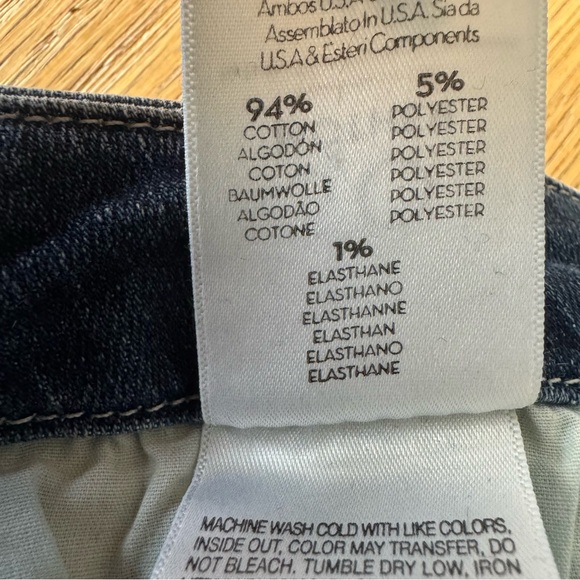 Ambos U.S.A
Assemblato In U.S.A. Sia da
U.S.A & Esteri Components
94%
COTTON
ALGODÓN
COTON
BAUMWOLLE
ALGODÃO
COTONE
5%
POLYESTER
POLYESTER
POLYESTER
POLYESTER
POLYESTER
POLYESTER
1%
ELASTHANE
ELASTHANO
ELASTHANNE
ELASTHAN
ELASTHANO
ELASTHANE
MACHINE WASH COLD WITH LIKE COLORS,
INSIDE OUT, COLOR MAY TRANSFER, DO
NOT BLEACH. TUMBLE DRY LOW, IRON